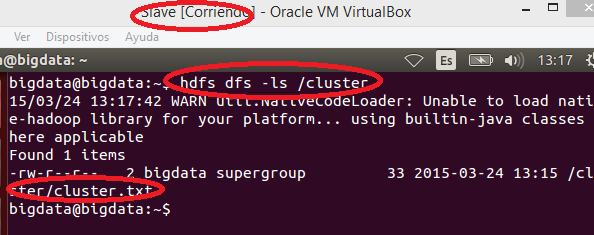 Slave [Corriendo] - Oracle VM VirtualBox
Ver Dispositivos Ayuda
bigdata@bigdata: ~ Es 13:17
bigdata@bigdata:~$ hdfs dfs -ls /cluster
15/03/24 13:17:42 WARN util.NativeCodeLoader: Unable to load nati
e-hadoop library for your platform... using builtin-java classes
here applicable
Found 1 items
-rw-r--r-- 2 bigdata supergroup 33 2015-03-24 13:15 /cl
ster/cluster.txt
bigdata@bigdata:~$